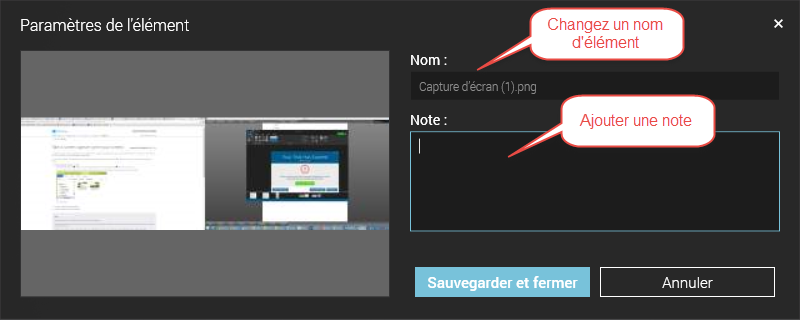 Paramètres de l'élément
Changez un nom
d'élément
Nom :
Capture d'écran (1).png
Note :
Ajouter une note
Sauvegarder et fermer
Annuler